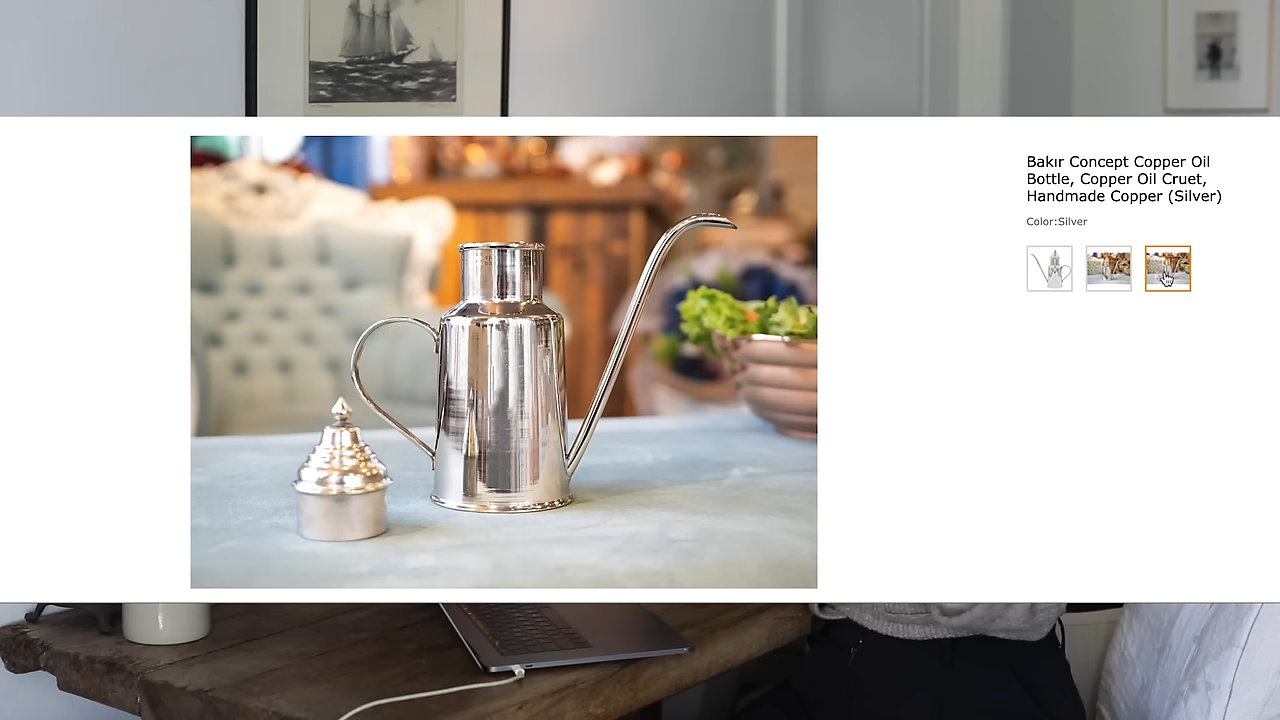 Bakır Concept Copper Oil
Bottle, Copper Oil Cruet,
Handmade Copper (Silver)
Color:Silver